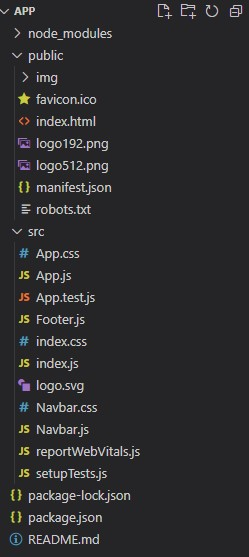 APP
node_modules
public
img
favicon.ico
index.html
logo192.png
logo512.png
manifest.json
robots.txt
src
App.css
App.js
App.test.js
Footer.js
index.css
index.js
logo.svg
Navbar.css
Navbar.js
reportWebVitals.js
setupTests.js
package-lock.json
package.json
README.md